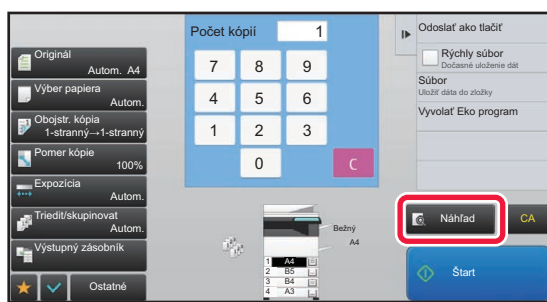 Originál
Autom. A4
Výber papiera
Autom.
Obojstr. kópia
1-stranný→1-stranný
Pomer kópie
100%
Expozícia
Autom.
Triediť/skupinovat
Autom.
Výstupný zásobník
Ostatné
Počet kópií 1
7 8 9
4 5 6
1 2 3
0 C
Bežný
A4
1 A4
2 B5
3 B4
4 A3
Odoslať ako tlačiť
Rýchly súbor
Dočasné uloženie dát
Súbor
Uložiť dáta do zložky
Vyvolať Eko program
Náhľad
CA
Štart